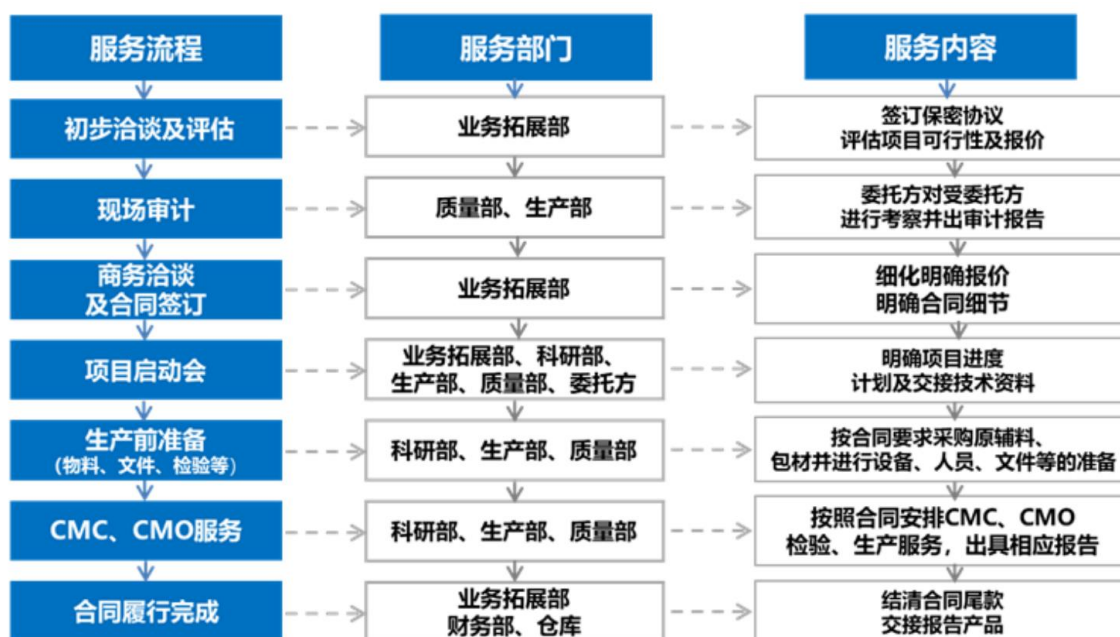 服务流程
服务部门
服务内容
初步洽谈及评估
业务拓展部
签订保密协议
评估项目可行性及报价
现场审计
质量部、生产部
委托方对受委托方
进行考察并出审计报告
商务洽谈
及合同签订
业务拓展部
细化明确报价
明确合同细节
项目启动会
业务拓展部、科研部、
生产部、质量部、委托方
明确项目进度
计划及交接技术资料
生产前准备
(物料、文件、检验等)
科研部、生产部、质量部
按合同要求采购原辅料、
包材并进行设备、人员、文件等的准备
CMC、CMO服务
科研部、生产部、质量部
按照合同安排CMC、CMO
检验、生产服务，出具相应报告
合同履行完成
业务拓展部
财务部、仓库
结清合同尾款
交接报告产品